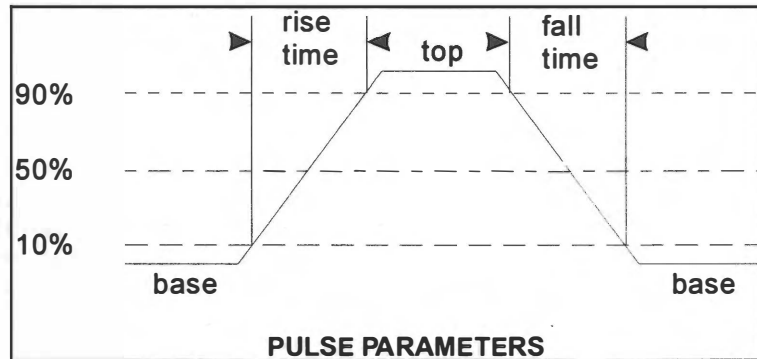 rise
time
top
fall
time
90%
50%
10%
base
base
PULSE PARAMETERS